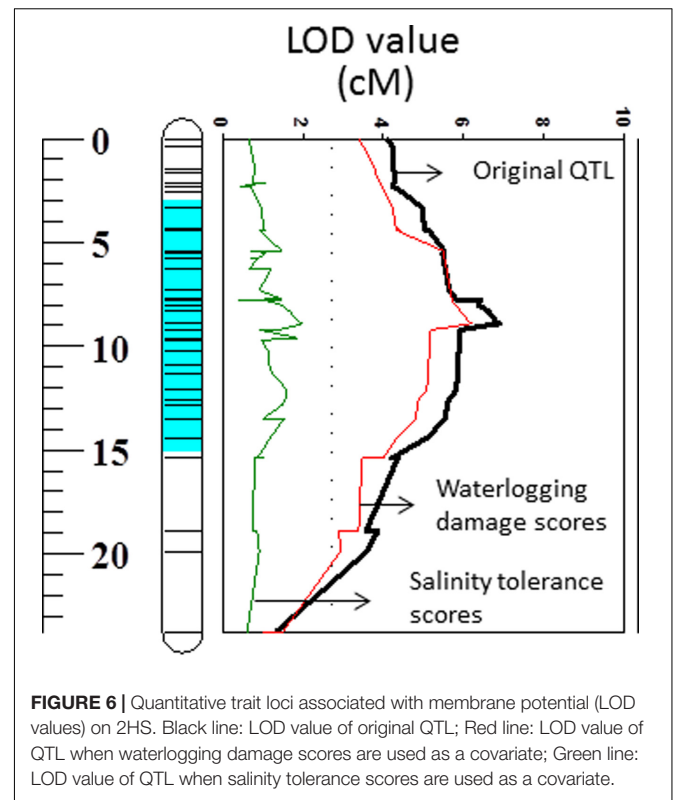 LOD value
(cM)
0 2 4 6 8 10
0
5
10
15
20
Original QTL
Waterlogging
damage scores
Salinity tolerance
scores
FIGURE 6 | Quantitative trait loci associated with membrane potential (LOD
values) on 2HS. Black line: LOD value of original QTL; Red line: LOD value of
QTL when waterlogging damage scores are used as a covariate; Green line:
LOD value of QTL when salinity tolerance scores are used as a covariate.